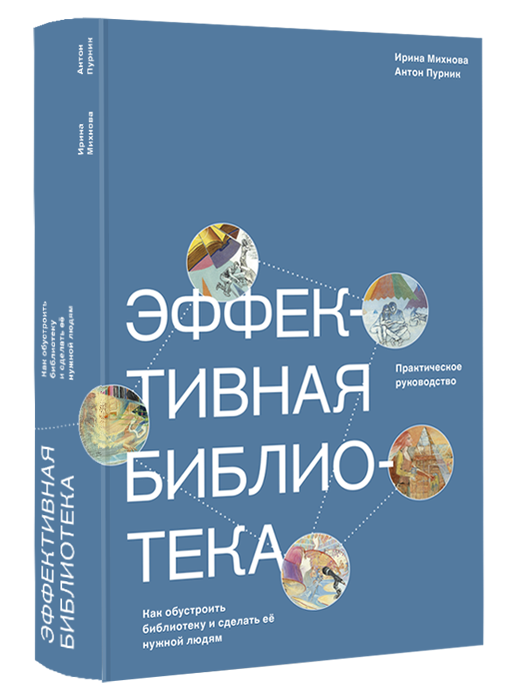 Ирина Михнова
Антон Пурник
ЭФФЕК-
ТИВНАЯ
БИБЛИО-
ТЕКА
Практическое
руководство
Как обустроить
библиотеку и сделать её
нужной людям
Антон
Пурник
Ирина
Михнова
Как обустроить
библиотеку
и сделать её
нужной людям
ЭФФЕКТИВНАЯ
БИБЛИОТЕКА